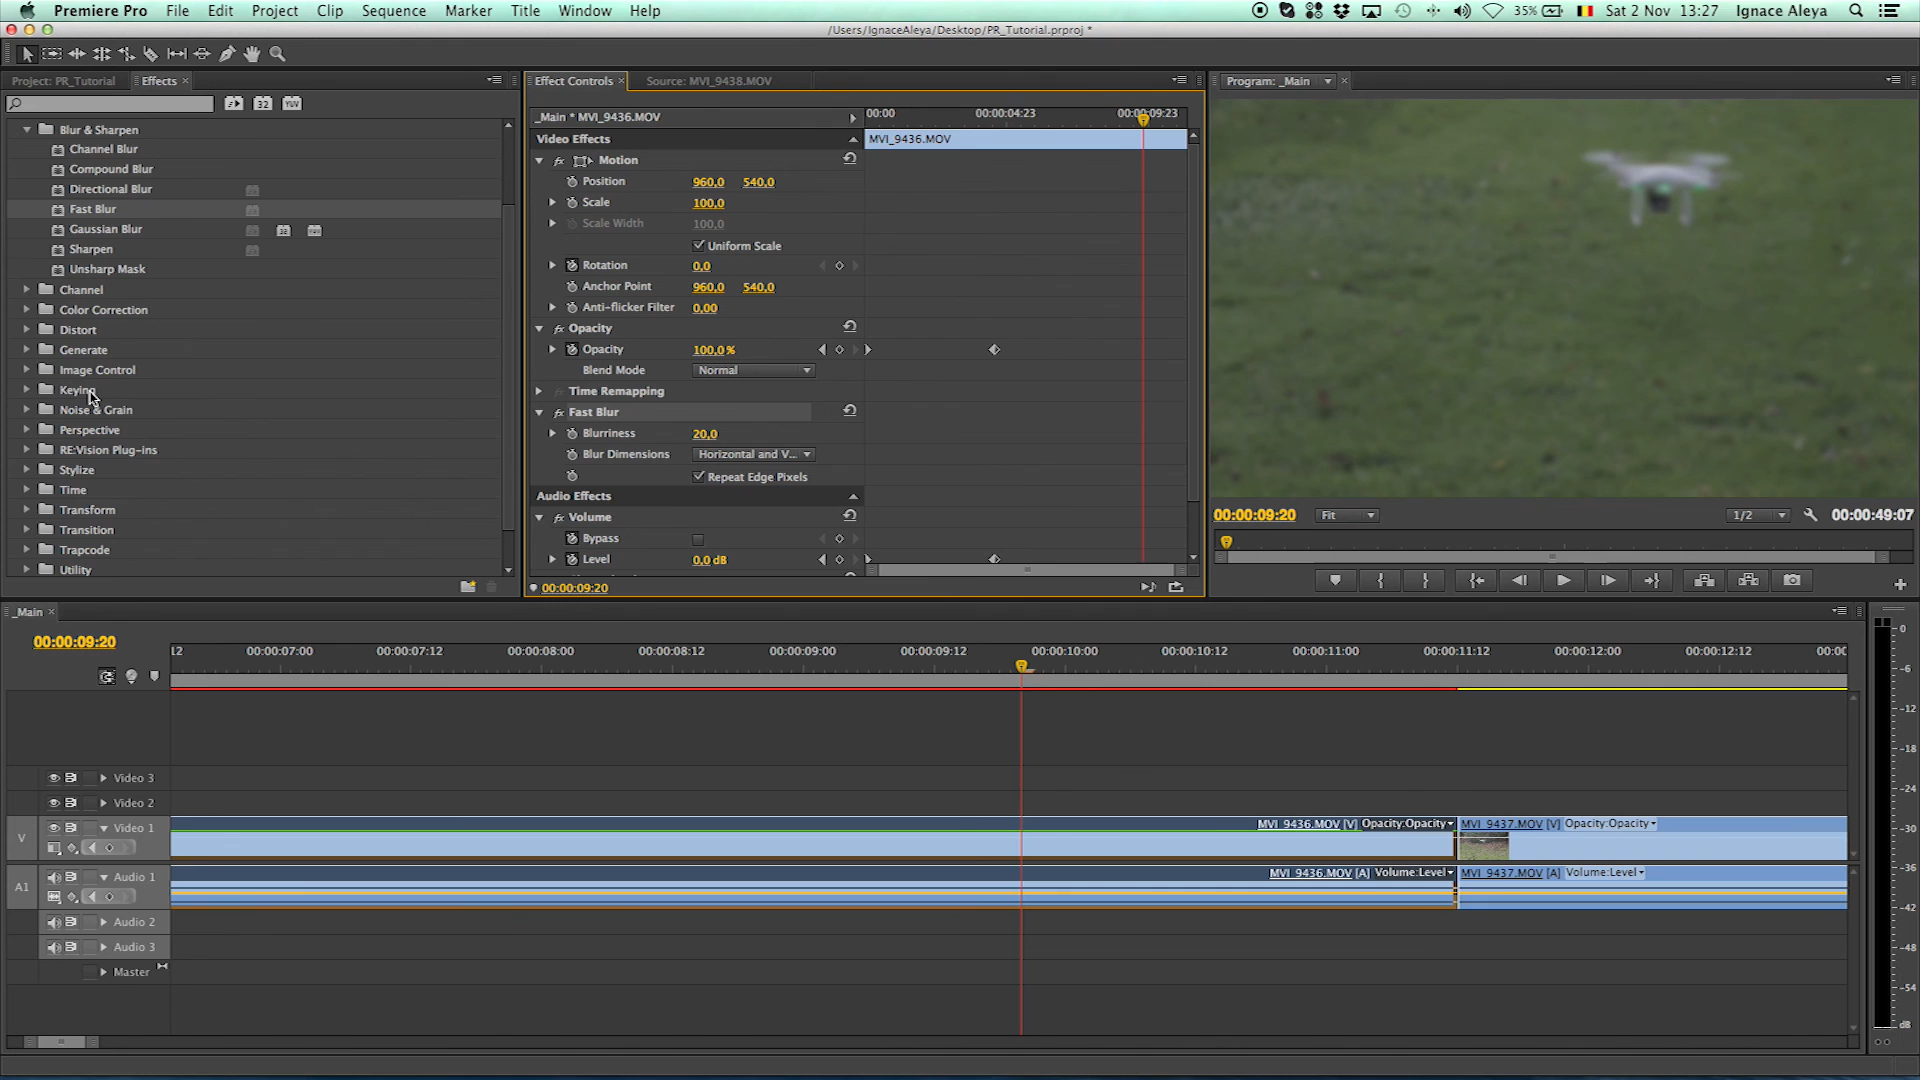 Premiere Pro File Edit Project Clip Sequence Marker Title Window Help 35% Sat 2 Nov 13:27 Ignace Aleya
/Users/IgnaceAleya/Desktop/PR_Tutorial.prproj *
Project: PR_Tutorial Effects ×
32 YUV
Blur & Sharpen
Channel Blur
Compound Blur
Directional Blur
Fast Blur
Gaussian Blur
Sharpen
Unsharp Mask
Channel
Color Correction
Distort
Generate
Image Control
Keying
Noise & Grain
Perspective
RE:Vision Plug-ins
Stylize
Time
Transform
Transition
Trapcode
Utility
Effect Controls × Source: MVI_9438.MOV
_Main * MVI_9436.MOV
00:00 00:00:04:23 00:00:09:23
Video Effects MVI_9436.MOV
fx Motion
Position 960,0 540,0
Scale 100,0
Scale Width 100,0
Uniform Scale
Rotation 0,0
Anchor Point 960,0 540,0
Anti-flicker Filter 0,00
fx Opacity
Opacity 100,0 %
Blend Mode Normal
Time Remapping
fx Fast Blur
Blurriness 20,0
Blur Dimensions Horizontal and V...
Repeat Edge Pixels
Audio Effects
fx Volume
Bypass
Level 0,0 dB
00:00:09:20
Program: _Main ×
00:00:09:20 Fit 1/2 00:00:49:07
_Main ×
00:00:09:20
12 00:00:07:00 00:00:07:12 00:00:08:00 00:00:08:12 00:00:09:00 00:00:09:12 00:00:10:00 00:00:10:12 00:00:11:00 00:00:11:12 00:00:12:00 00:00:12:12
Video 3
Video 2
V Video 1 MVI_9436.MOV [V] Opacity:Opacity MVI_9437.MOV [V] Opacity:Opacity
A1 Audio 1 MVI_9436.MOV [A] Volume:Level MVI_9437.MOV [A] Volume:Level
Audio 2
Audio 3
Master
0
-6
-12
-18
-24
-30
-36
-42
-48
-54
dB